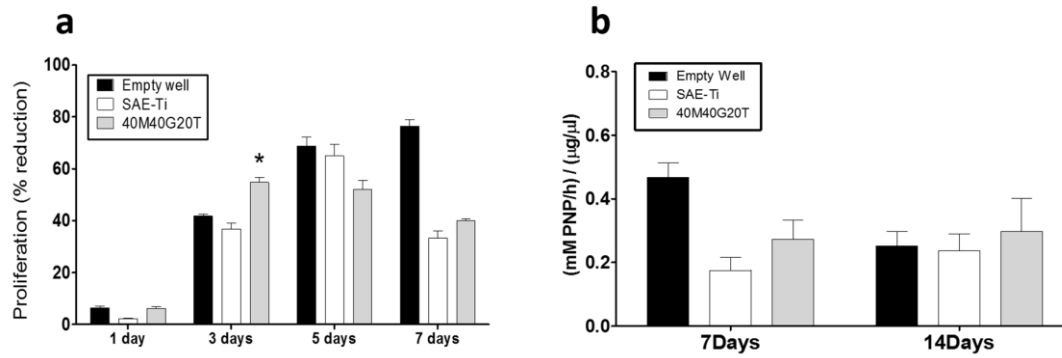 a
Proliferation (% reduction)
100
80
60
40
20
0
Empty well
SAE-Ti
40M40G20T
*
1 day
3 days
5 days
7 days
b
(mM PNP/h) / (µg/µl)
0.8
0.6
0.4
0.2
0.0
Empty Well
SAE-Ti
40M40G20T
7Days
14Days